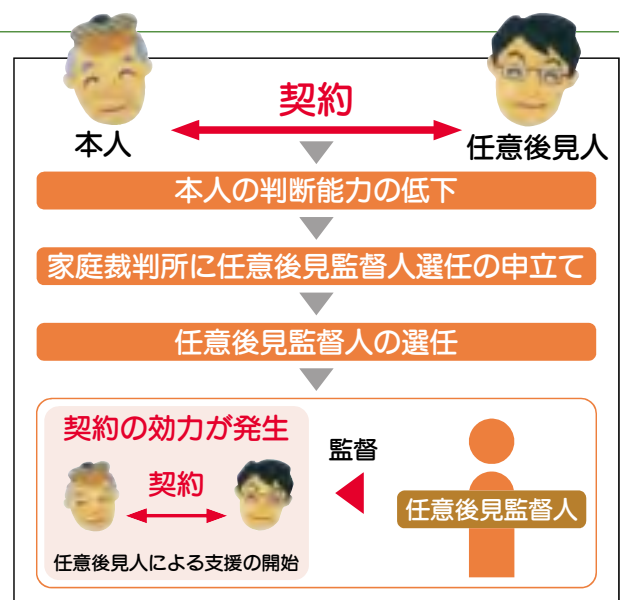 契約
本人
任意後見人
本人の判断能力の低下
家庭裁判所に任意後見監督人選任の申立て
任意後見監督人の選任
契約の効力が発生
契約
任意後見人による支援の開始
監督
任意後見監督人